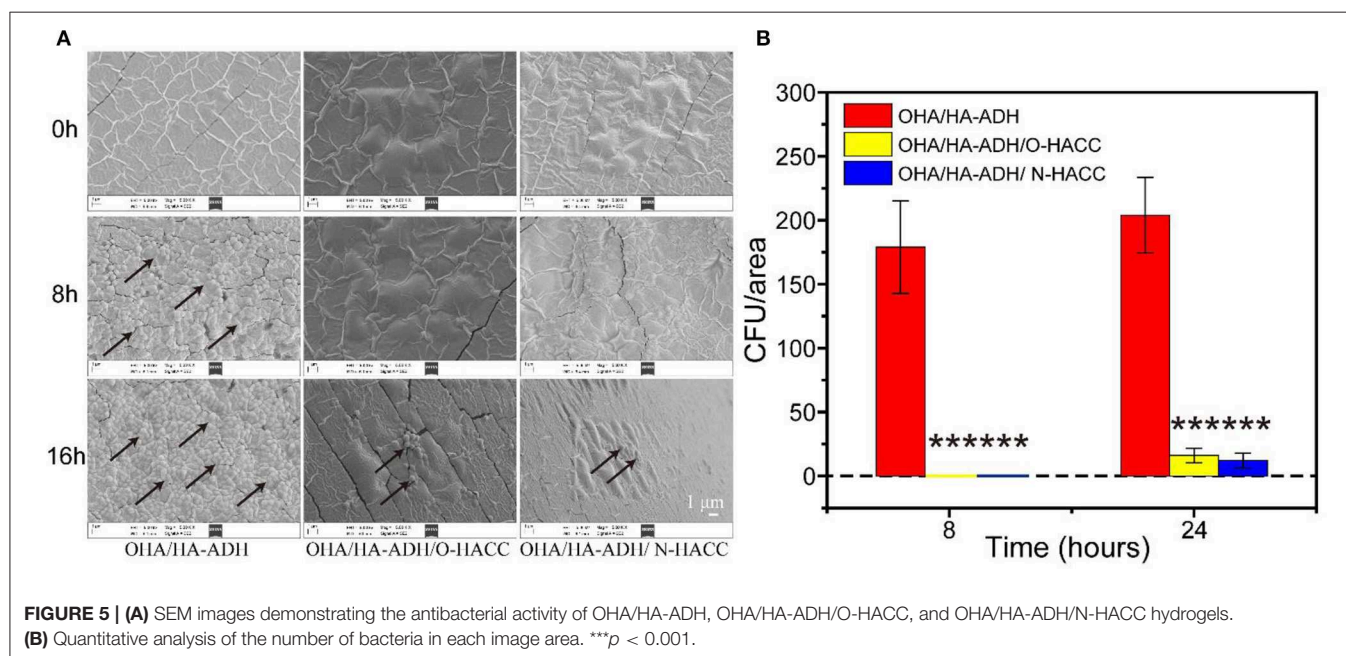 A
0h
8h
16h
1 μm
OHA/HA-ADH
OHA/HA-ADH/O-HACC
OHA/HA-ADH/ N-HACC
B
300
250
200
150
100
50
0
CFU/area
OHA/HA-ADH
OHA/HA-ADH/O-HACC
OHA/HA-ADH/ N-HACC
******
******
8
24
Time (hours)
FIGURE 5 | (A) SEM images demonstrating the antibacterial activity of OHA/HA-ADH, OHA/HA-ADH/O-HACC, and OHA/HA-ADH/N-HACC hydrogels.
(B) Quantitative analysis of the number of bacteria in each image area. ***p < 0.001.